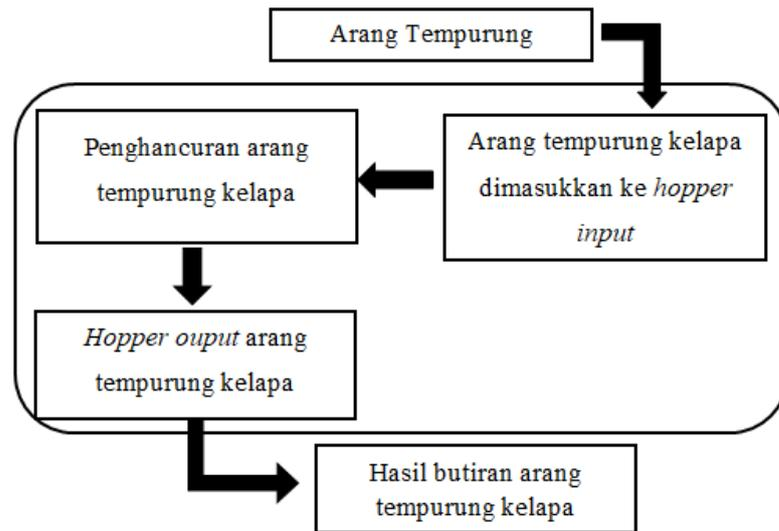 Arang Tempurung
Arang tempurung kelapa
dimasukkan ke hopper
input
Penghancuran arang
tempurung kelapa
Hopper ouput arang
tempurung kelapa
Hasil butiran arang
tempurung kelapa